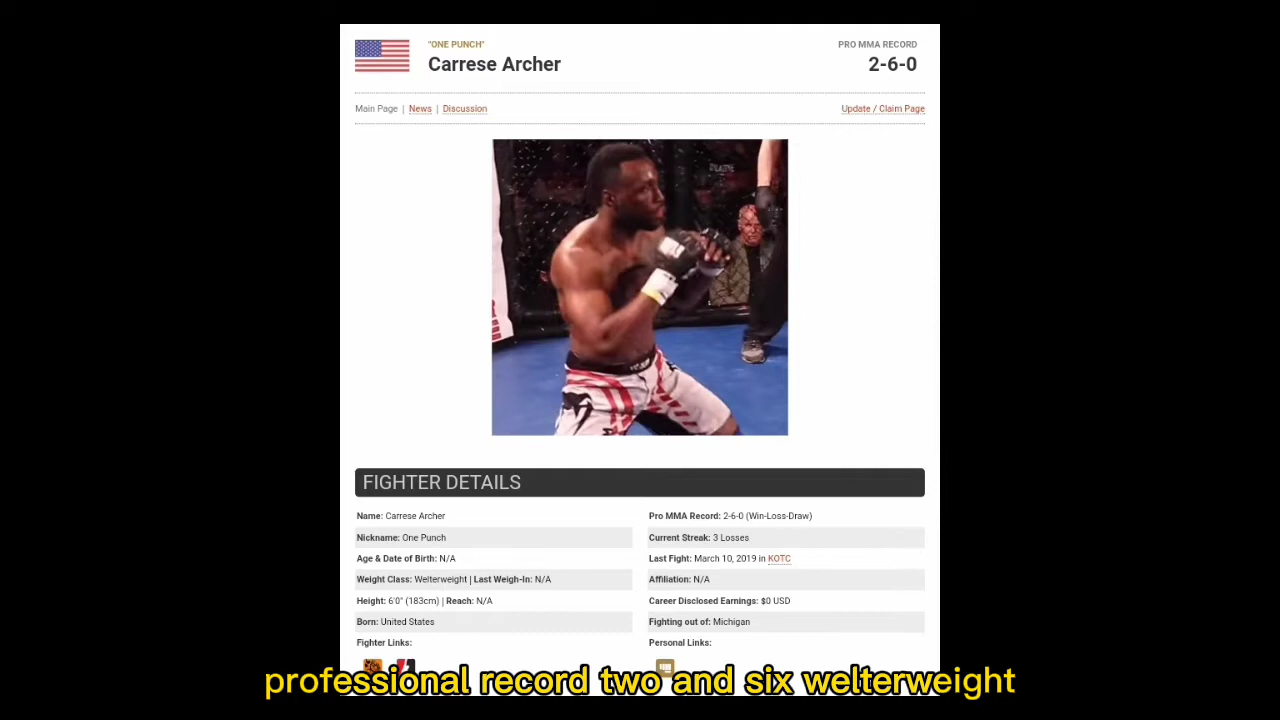 "ONE PUNCH"
PRO MMA RECORD
Carrese Archer
2-6-0
Main Page | News | Discussion
Update / Claim Page
FIGHTER DETAILS
Name: Carrese Archer
Pro MMA Record: 2-6-0 (Win-Loss-Draw)
Nickname: One Punch
Current Streak: 3 Losses
Age & Date of Birth: N/A
Last Fight: March 10, 2019 in KOTC
Weight Class: Welterweight | Last Weigh-In: N/A
Affiliation: N/A
Height: 6'0" (183cm) | Reach: N/A
Career Disclosed Earnings: $0 USD
Born: United States
Fighting out of: Michigan
Fighter Links:
Personal Links:
professional record two and six welterweight